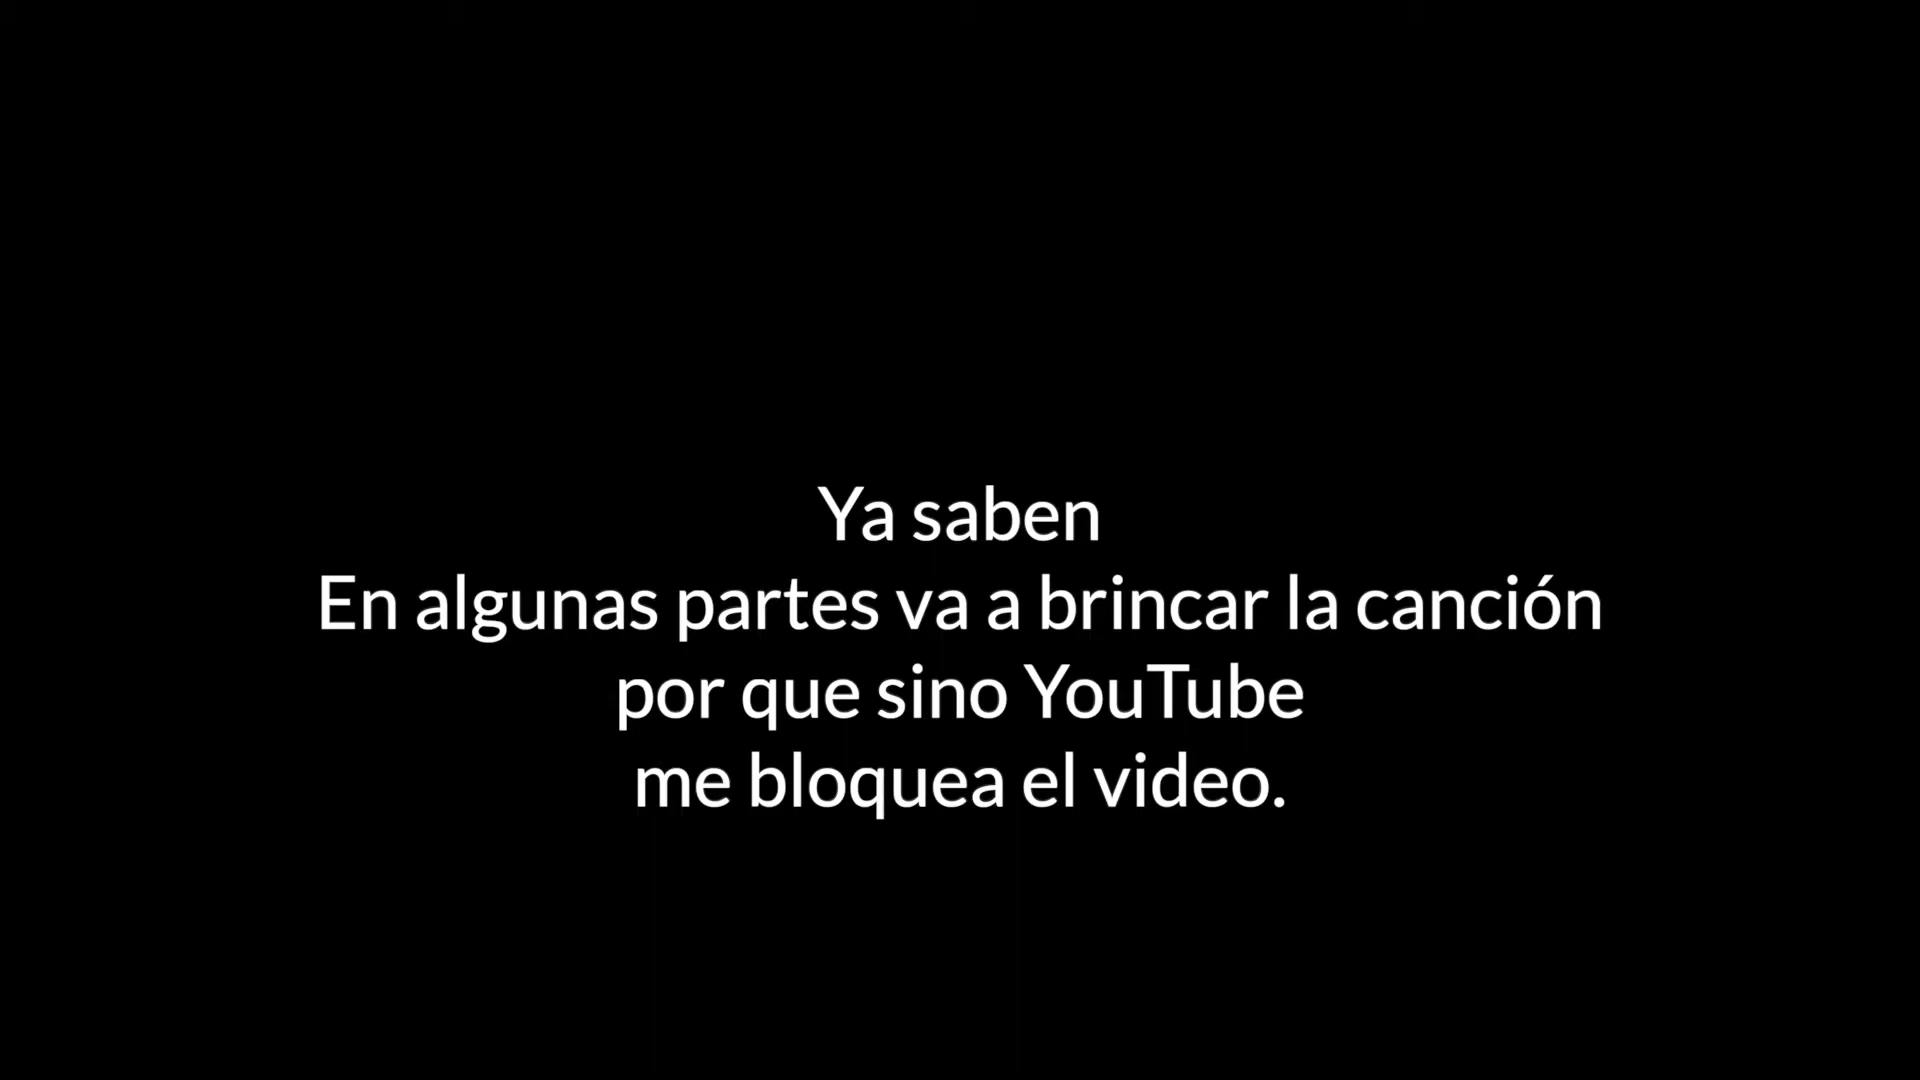 Ya saben
En algunas partes va a brincar la canción
por que sino YouTube
me bloquea el video.